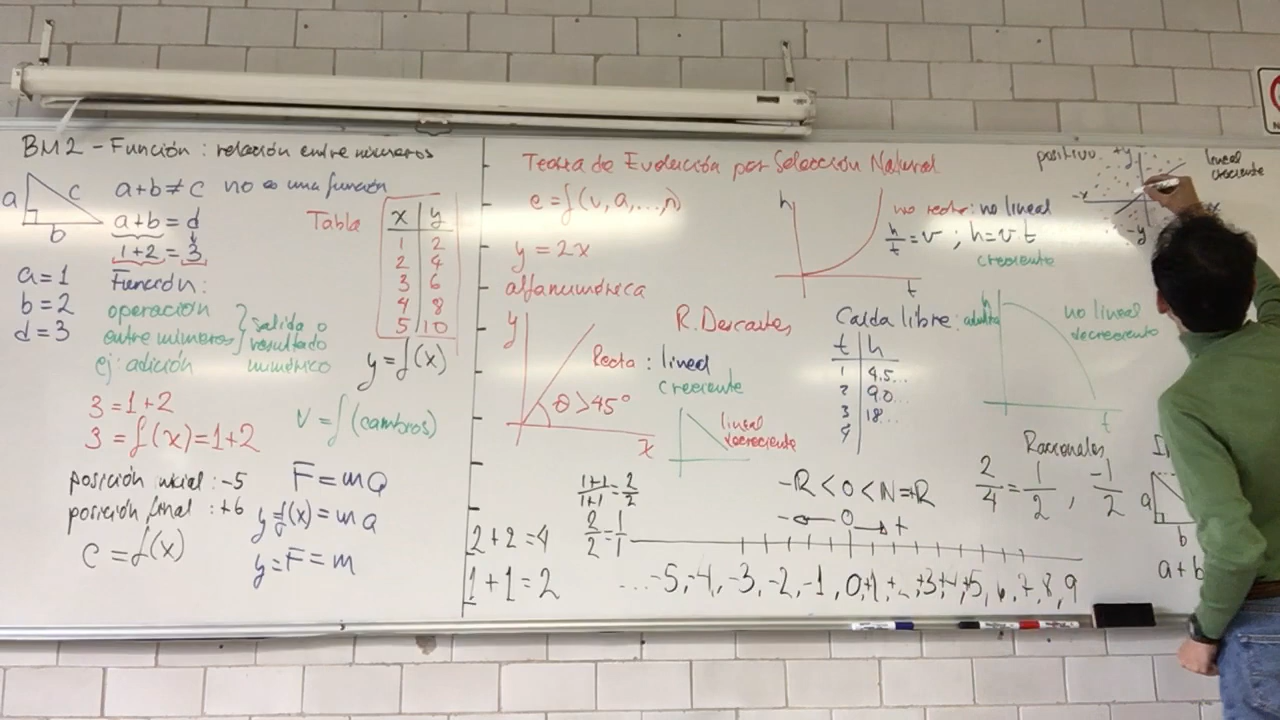 BM2 - Función: relación entre números
a
c
b
a+b≠c no es una función
a+b=d
1+2=3
a=1
b=2
d=3
Función:
operación
entre números
ej: adición
salida o
resultado
numérico
3=1+2
3=f(x)=1+2
posición inicial: -5
posición final: +6
e=f(x)
Tabla
x y
1 2
2 4
3 6
4 8
5 10
y=f(x)
v=f(cambios)
F=ma
y=f(x)=ma
y=F=m
Teoría de Evolución por Selección Natural
e=f(v,a,...,n)
y=2x
alfanumérica
y
x
θ>45°
Recta: lineal
creciente
R. Descartes
lineal
decreciente
1+1/1+1=2/2
2/2=1/1
2+2=4
1+1=2
h
t
no recta: no lineal
h/t=v ; h=v·t
creciente
Caída libre:
t h
1 4.5...
2 9.0...
3 18...
4
h
t
no lineal
decreciente
-R<0<N=+R
- 0 +
...-5,-4,-3,-2,-1,0,+1,+2,+3,+4,+5,6,7,8,9
Racionales
2/4=1/2, -1/2
positivo
+y
-x
x
-y
lineal
creciente
a
b
a+b